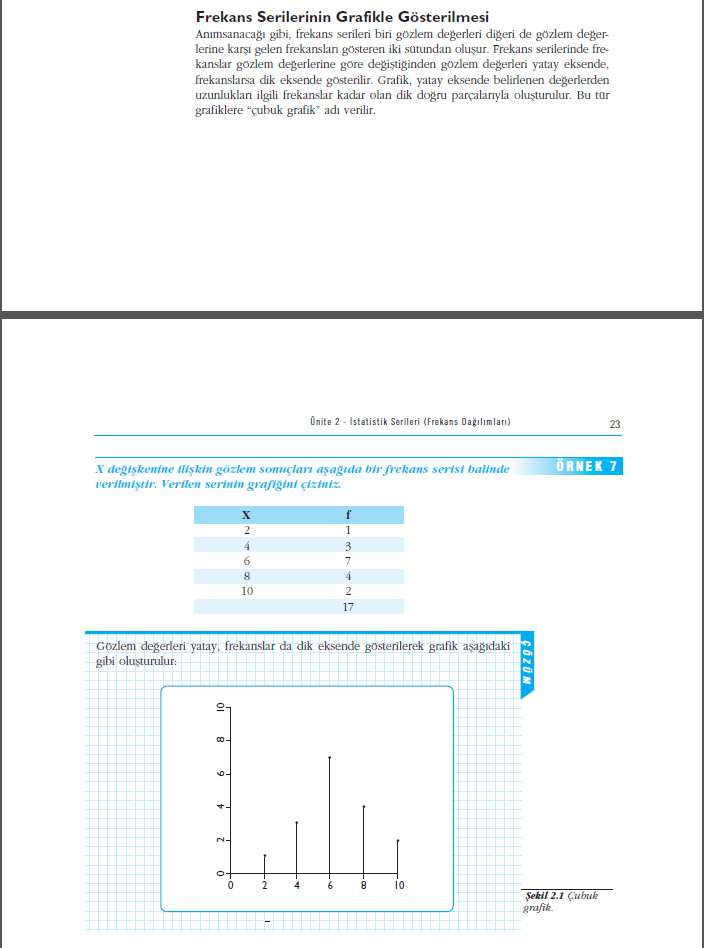 Frekans Serilerinin Grafikle Gösterilmesi
Anımsanacağı gibi, frekans serileri biri gözlem değerleri diğeri de gözlem değer-
lerine karşı gelen frekansları gösteren iki sütundan oluşur. Frekans serilerinde fre-
kanslar gözlem değerlerine göre değiştiğinden gözlem değerleri yatay eksende,
frekanslarsa dik eksende gösterilir. Grafik, yatay eksende belirlenen değerlerden
uzunlukları ilgili frekanslar kadar olan dik doğru parçalarıyla oluşturulur. Bu tür
grafiklere “çubuk grafik” adı verilir.
Ünite 2 - İstatistik Serileri (Frekans Dağılımları) 23
X değişkenine ilişkin gözlem sonuçları aşağıda bir frekans serisi halinde
verilmiştir. Verilen serinin grafiğini çiziniz.
ÖRNEK 7
X f
2 1
4 3
6 7
8 4
10 2
17
ÇÖZÜM
Gözlem değerleri yatay, frekanslar da dik eksende gösterilerek grafik aşağıdaki
gibi oluşturulur:
10
8
6
4
2
0
0 2 4 6 8 10
Şekil 2.1 Çubuk
grafik.